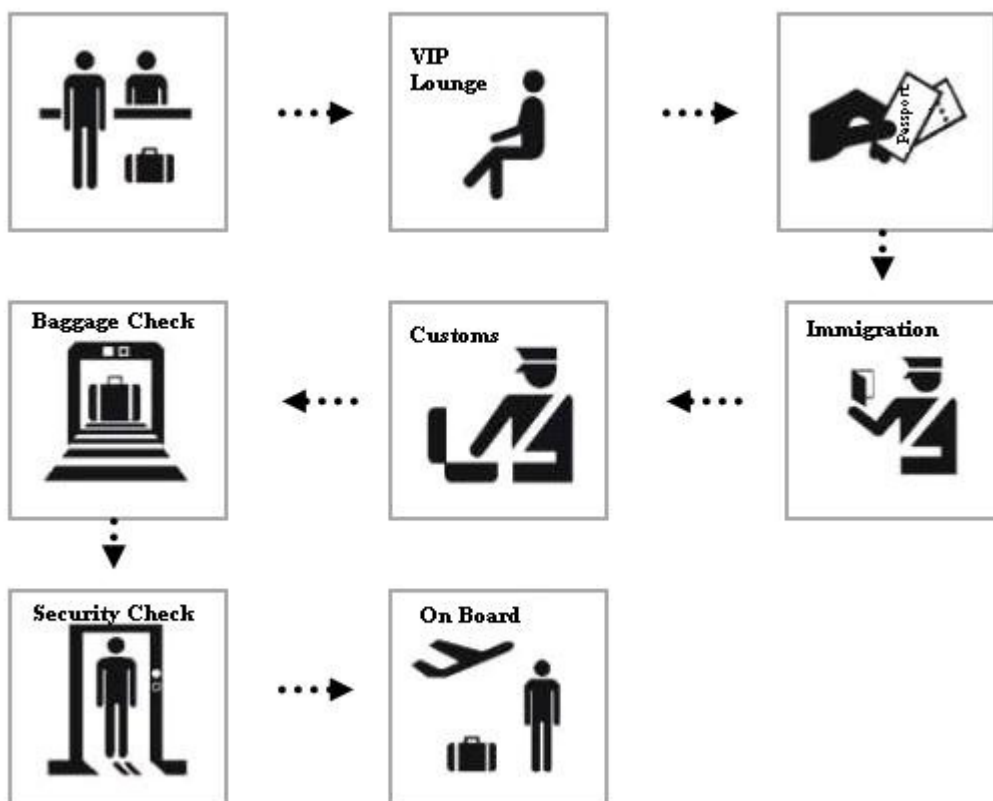 VIP
Lounge
Passport
Immigration
Customs
Baggage Check
Security Check
On Board